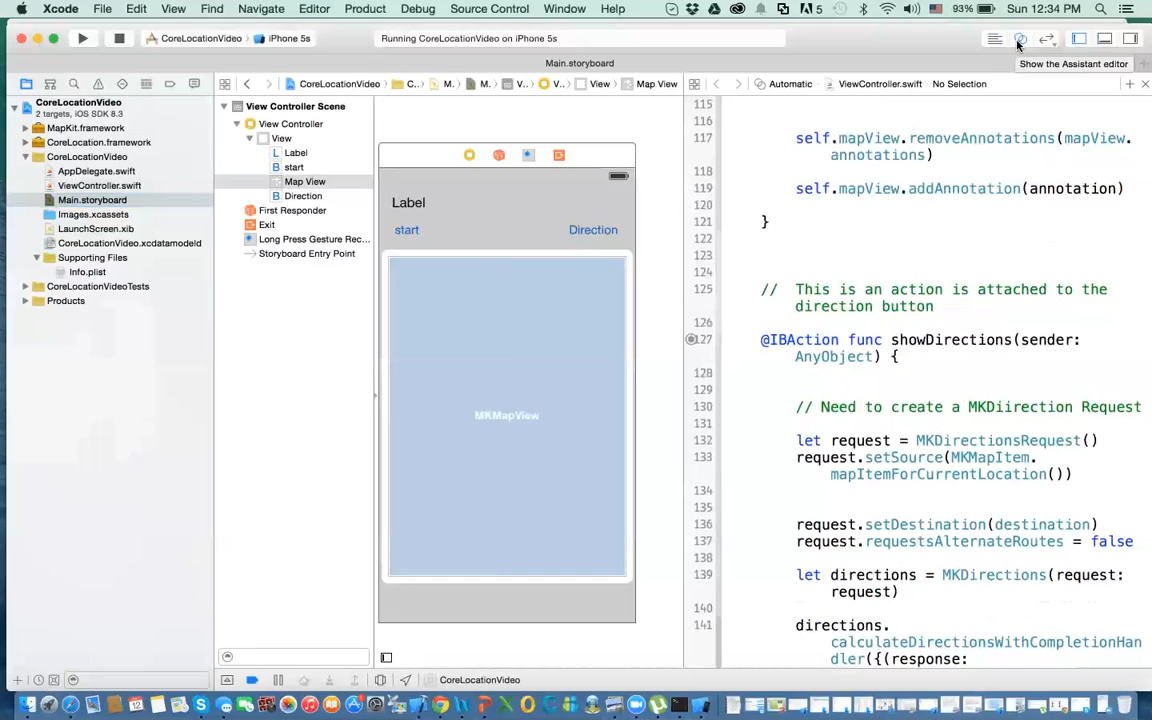 Xcode File Edit View Find Navigate Editor Product Debug Source Control Window Help 5 93% Sun 12:34 PM
CoreLocationVideo iPhone 5s Running CoreLocationVideo on iPhone 5s
Main.storyboard Show the Assistant editor
CoreLocationVideo C... M... M... V... V... View Map View Automatic ViewController.swift No Selection
CoreLocationVideo
2 targets, iOS SDK 8.3
MapKit.framework
CoreLocation.framework
CoreLocationVideo
AppDelegate.swift
ViewController.swift
Main.storyboard
Images.xcassets
LaunchScreen.xib
CoreLocationVideo.xcdatamodeld
Supporting Files
Info.plist
CoreLocationVideoTests
Products
View Controller Scene
View Controller
View
L Label
B start
Map View
B Direction
First Responder
Exit
Long Press Gesture Rec...
Storyboard Entry Point
Label
start Direction
MKMapView
115
116
117 self.mapView.removeAnnotations(mapView.
annotations)
118
119 self.mapView.addAnnotation(annotation)
120
121 }
122
123
124
125 // This is an action is attached to the
direction button
126
127 @IBAction func showDirections(sender:
AnyObject) {
128
129
130 // Need to create a MKDiirection Request
131
132 let request = MKDirectionsRequest()
133 request.setSource(MKMapItem.
mapItemForCurrentLocation())
134
135
136 request.setDestination(destination)
137 request.requestsAlternateRoutes = false
138
139 let directions = MKDirections(request:
request)
140
141 directions.
calculateDirectionsWithCompletionHan
dler({(response:
CoreLocationVideo